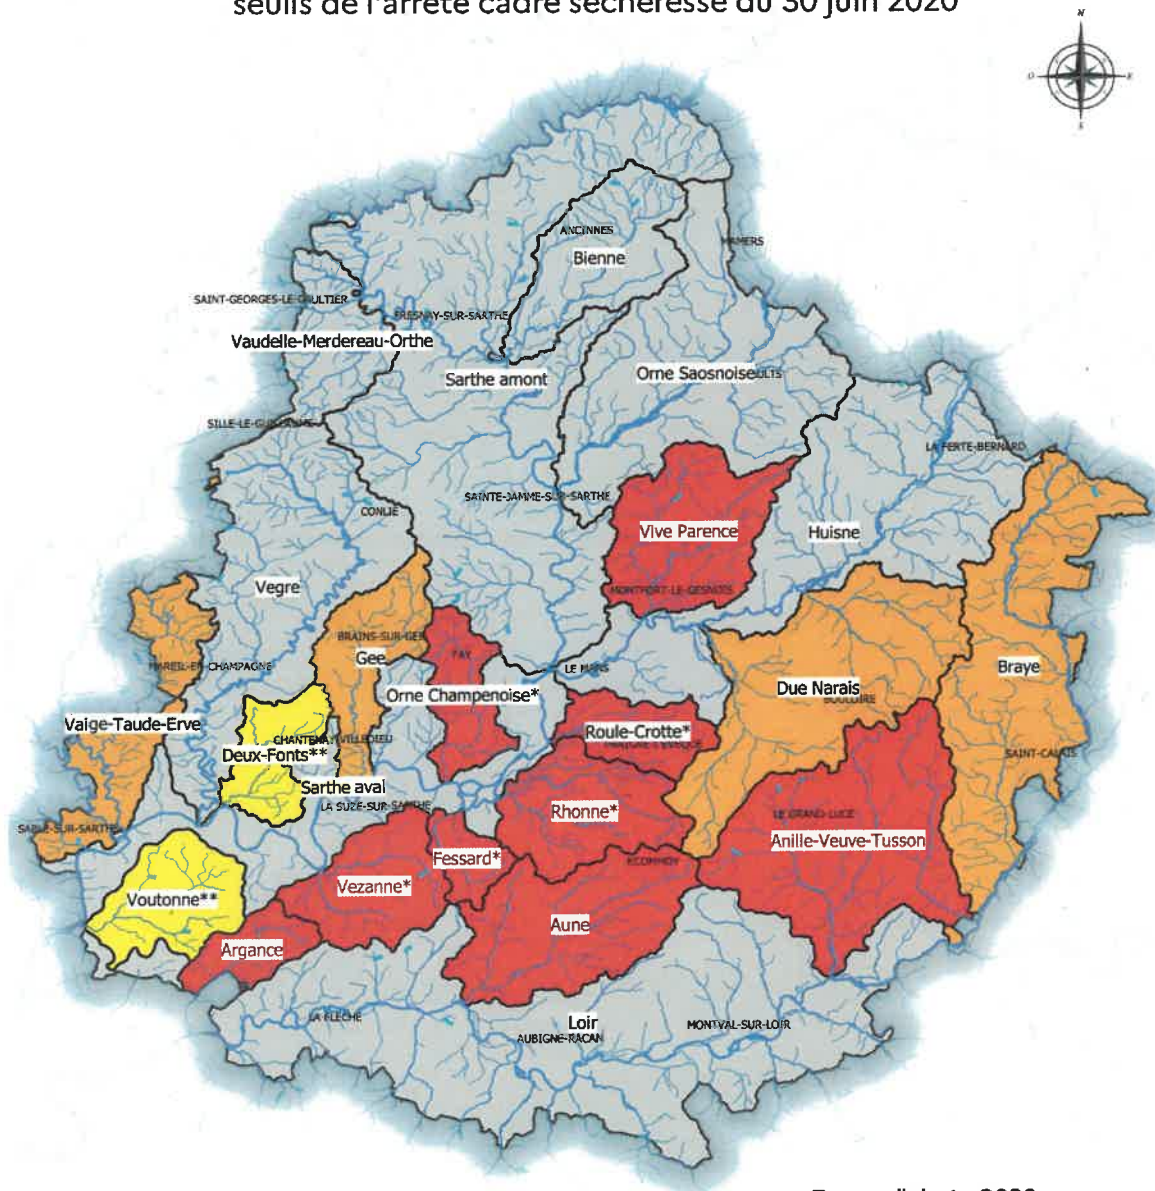 seuils de l'arrêté cadre sécheresse du 30 juin 2020
N
O
E
S
ANCINNES
Bienne
MAMERS
SAINT-GEORGES-LE-GAULTIER
FRESNAY-SUR-SARTHE
Vaudelle-Merdereau-Orthe
Sarthe amont
Orne Saosnoise
SILLE-LE-GUILLAUME
LA FERTE-BERNARD
SAINTE-JAMME-SUR-SARTHE
CONLIE
Vive Parence
Huisne
Vegre
MONTFORT-LE-GESNOIS
BRAINS-SUR-GEE
Gee
FAY
MAREIL-EN-CHAMPAGNE
LE MANS
Braye
Orne Champenoise*
Due Narais
BOULOIRE
Vaige-Taude-Erve
Roule-Crotte*
CHANTENAY-VILLEDIEU
Deux-Fonts**
SAINT-CALAIS
Sarthe aval
LA SUZE-SUR-SARTHE
Rhonne*
LE GRAND-LUCE
SABLE-SUR-SARTHE
Anille-Veuve-Tusson
Fessard*
ECOMMOY
Vezanne*
Voutonne**
Aune
Argance
LA FLECHE
Loir
MONTVAL-SUR-LOIR
AUBIGNE-RACAN